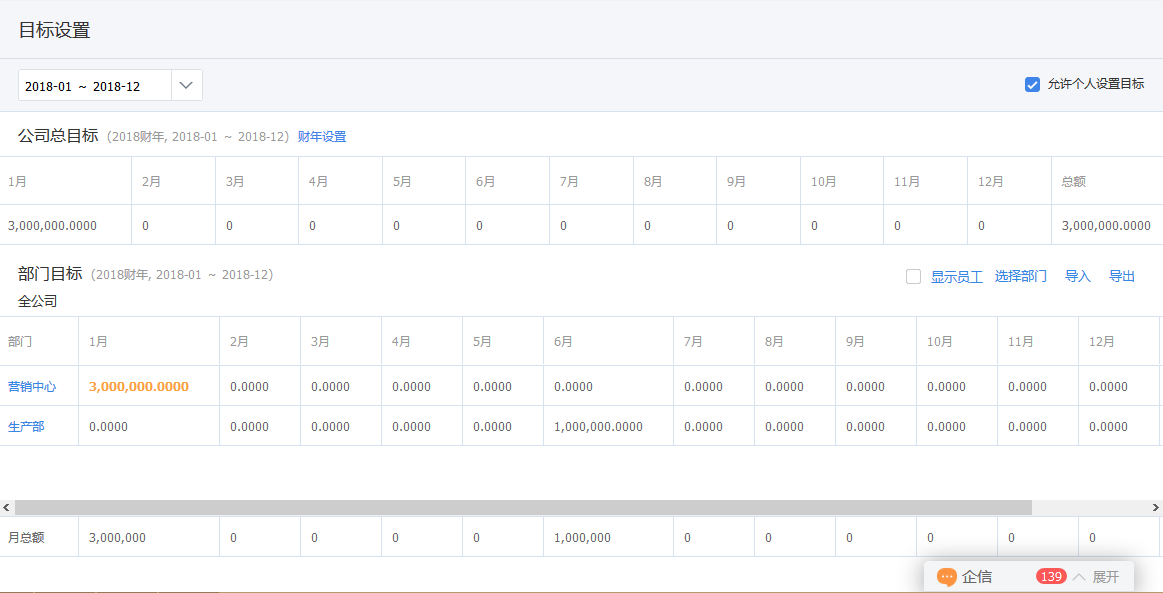 目标设置
2018-01 ~ 2018-12 允许个人设置目标
公司总目标 (2018财年, 2018-01 ~ 2018-12) 财年设置
1月 2月 3月 4月 5月 6月 7月 8月 9月 10月 11月 12月 总额
3,000,000.0000 0 0 0 0 0 0 0 0 0 0 0 3,000,000.0000
部门目标 (2018财年, 2018-01 ~ 2018-12) 显示员工 选择部门 导入 导出
全公司
部门 1月 2月 3月 4月 5月 6月 7月 8月 9月 10月 11月 12月
营销中心 3,000,000.0000 0.0000 0.0000 0.0000 0.0000 0.0000 0.0000 0.0000 0.0000 0.0000 0.0000 0.0000
生产部 0.0000 0.0000 0.0000 0.0000 0.0000 1,000,000.0000 0.0000 0.0000 0.0000 0.0000 0.0000 0.0000
月总额 3,000,000 0 0 0 0 1,000,000 0 0 0 0 0 0
企信 139 展开